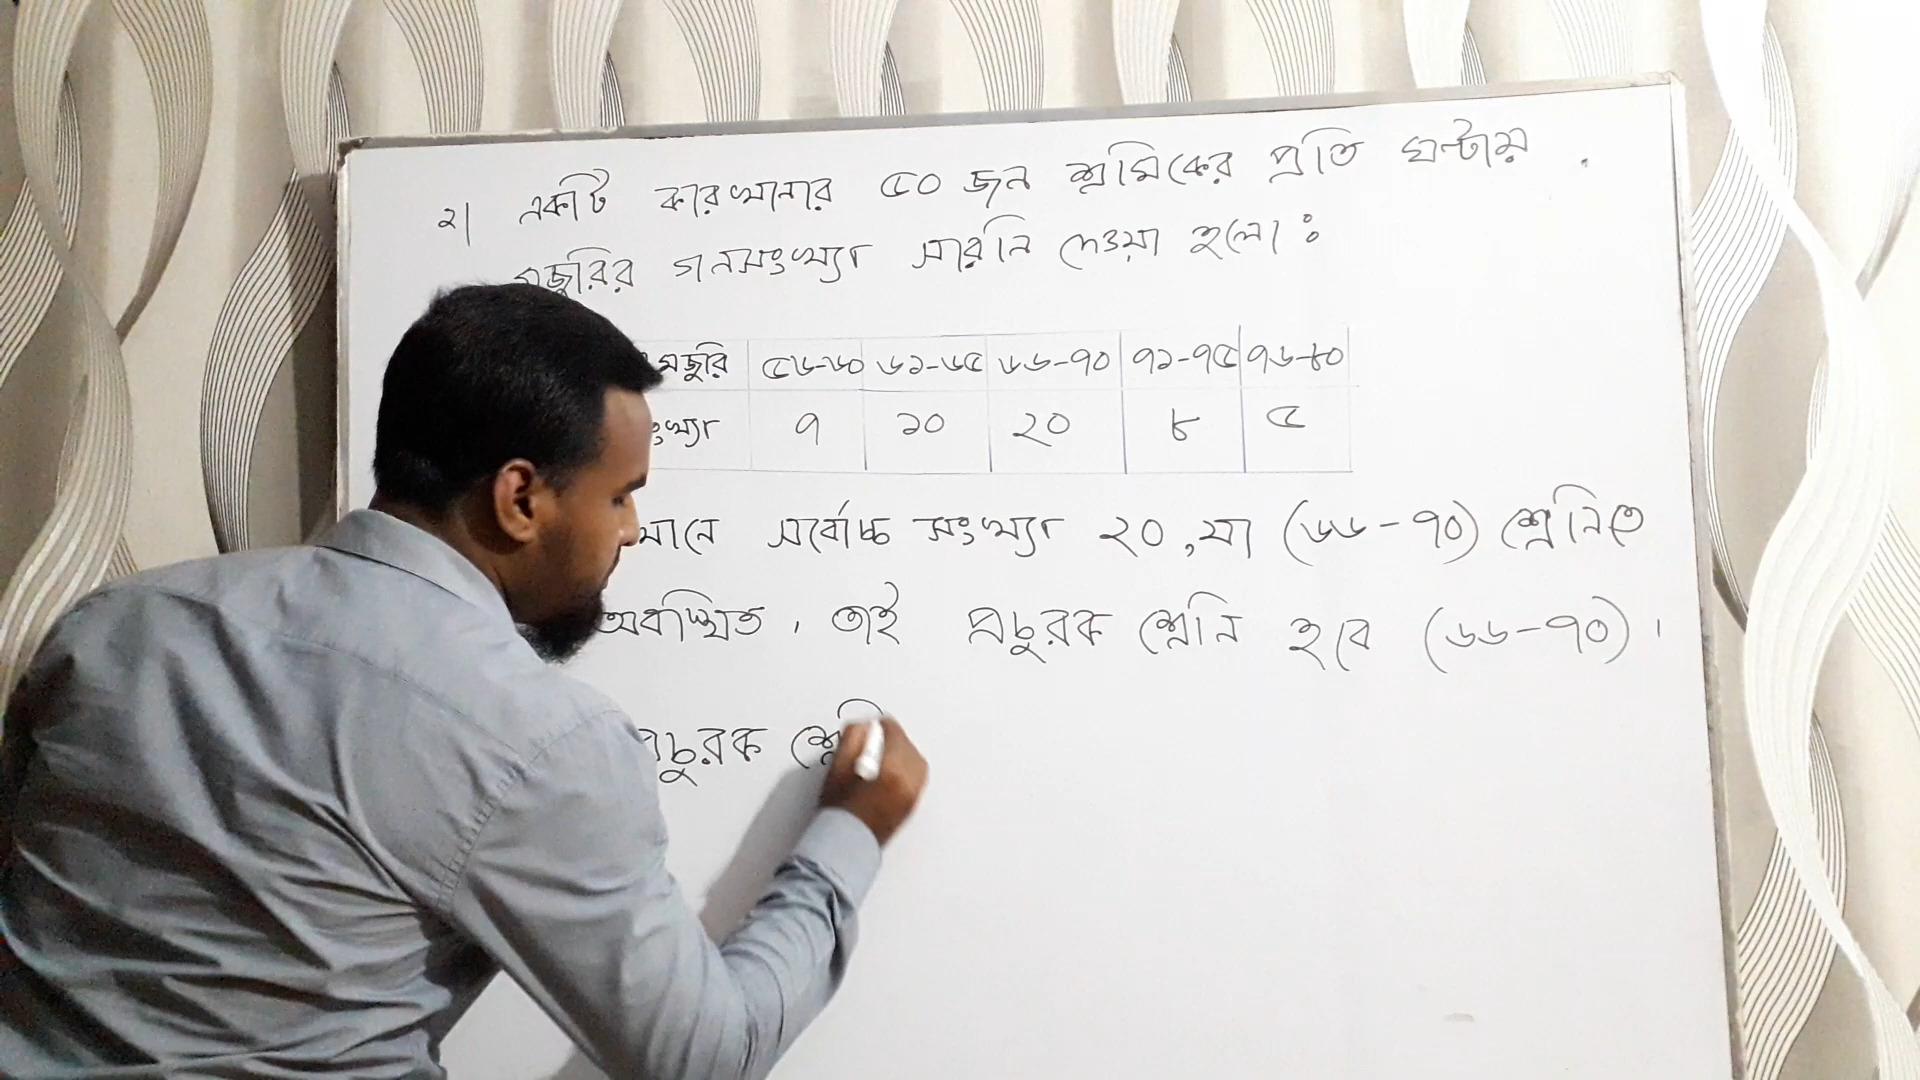 ২। একটি কারখানার ৫০ জন শ্রমিকের প্রতি ঘন্টায়
মজুরির গনসংখ্যা সারনি দেওয়া হলো :
মজুরি ৫৬-৬০ ৬১-৬৫ ৬৬-৭০ ৭১-৭৫ ৭৬-৮০
৭ ১০ ২০ ৮ ৫
সর্বোচ্চ সংখ্যা ২০, যা (৬৬-৭০) শ্রেনিতে
অবস্থিত, তাই প্রচুরক শ্রেনি হবে (৬৬-৭০)।
প্রচুরক